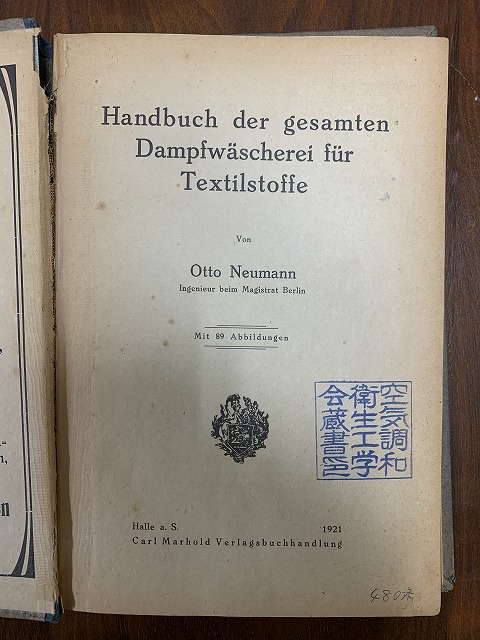 Handbuch der gesamten
Dampfwäscherei für
Textilstoffe
Von
Otto Neumann
Ingenieur beim Magistrat Berlin
Mit 89 Abbildungen
空気調和
衛生工学
会蔵書印
Halle a. S. 1921
Carl Marhold Verlagsbuchhandlung